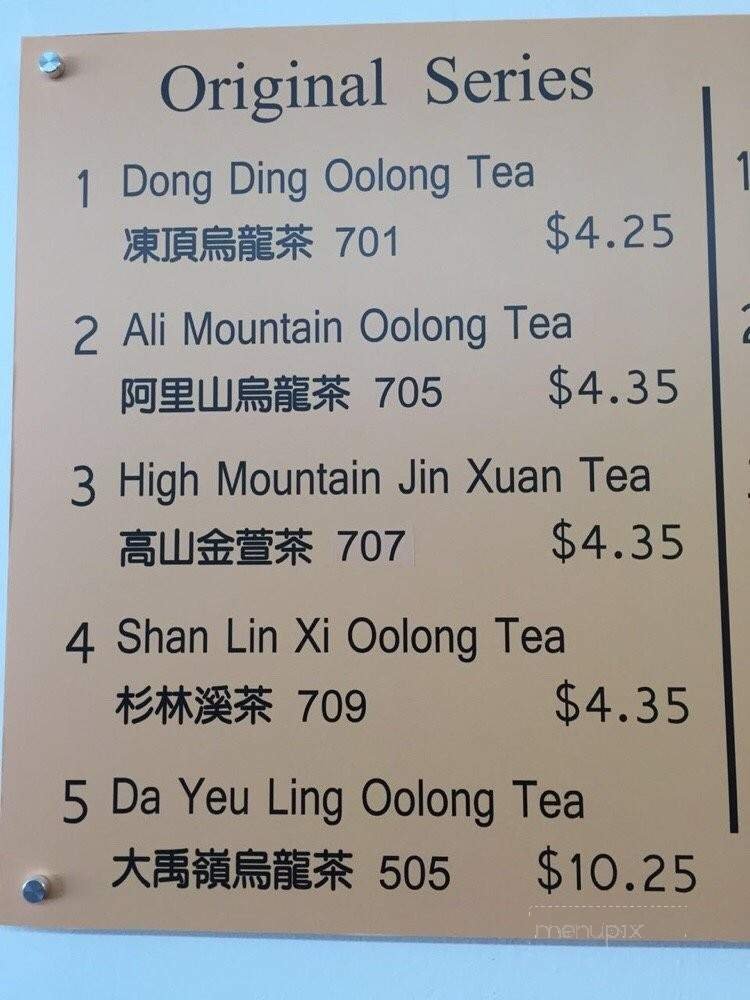 Original Series
1 Dong Ding Oolong Tea
凍頂烏龍茶 701 $4.25
2 Ali Mountain Oolong Tea
阿里山烏龍茶 705 $4.35
3 High Mountain Jin Xuan Tea
高山金萱茶 707 $4.35
4 Shan Lin Xi Oolong Tea
杉林溪茶 709 $4.35
5 Da Yeu Ling Oolong Tea
大禹嶺烏龍茶 505 $10.25
menupix